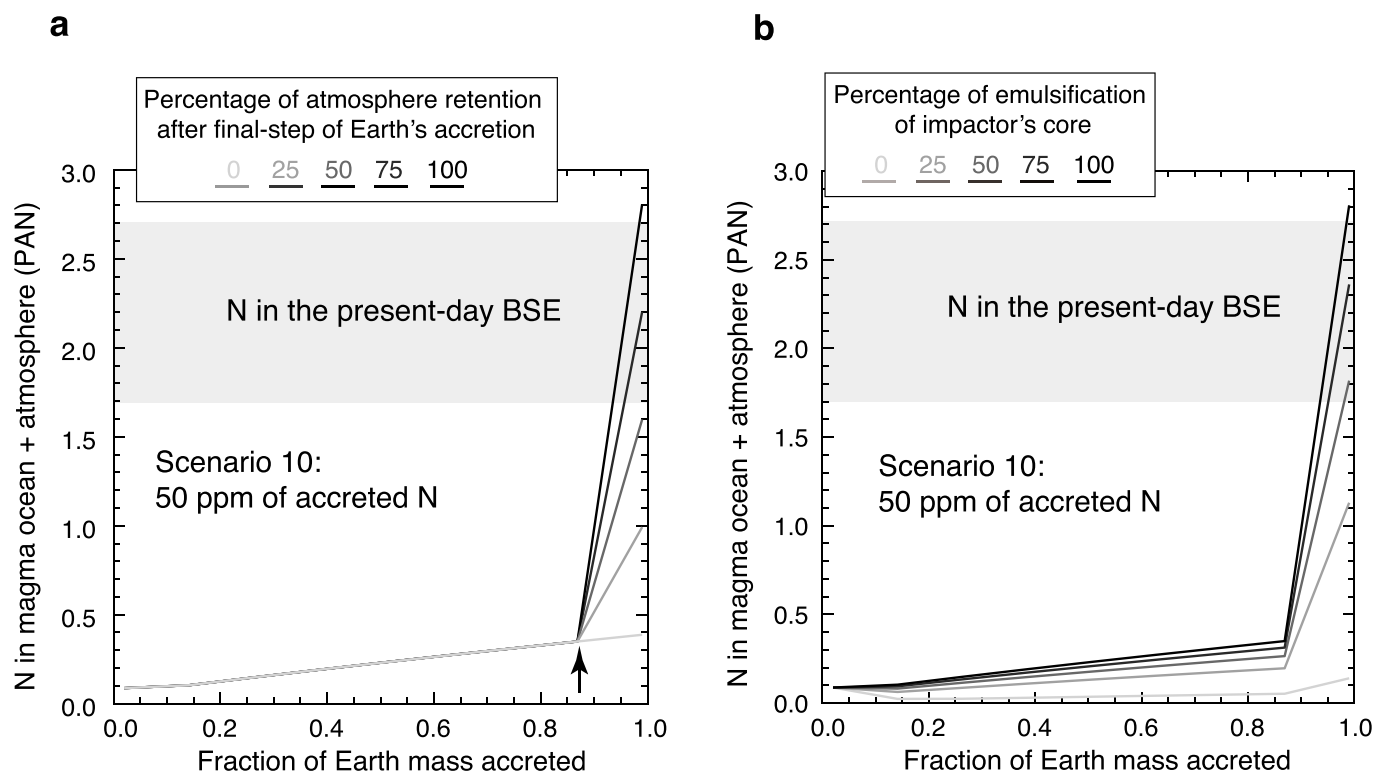 a
Percentage of atmosphere retention
after final-step of Earth's accretion
0 25 50 75 100
3.0
2.5
2.0
1.5
1.0
0.5
0.0
N in magma ocean + atmosphere (PAN)
N in the present-day BSE
Scenario 10:
50 ppm of accreted N
0.0 0.2 0.4 0.6 0.8 1.0
Fraction of Earth mass accreted
b
Percentage of emulsification
of impactor's core
0 25 50 75 100
3.0
2.5
2.0
1.5
1.0
0.5
0.0
N in magma ocean + atmosphere (PAN)
N in the present-day BSE
Scenario 10:
50 ppm of accreted N
0.0 0.2 0.4 0.6 0.8 1.0
Fraction of Earth mass accreted